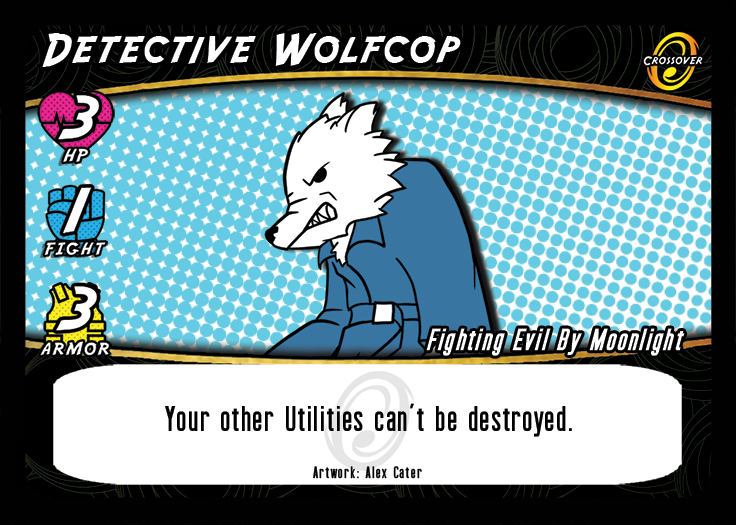 Detective Wolfcop
Crossover
3
HP
1
Fight
3
Armor
Fighting Evil By Moonlight
Your other Utilities can't be destroyed.
Artwork: Alex Cater